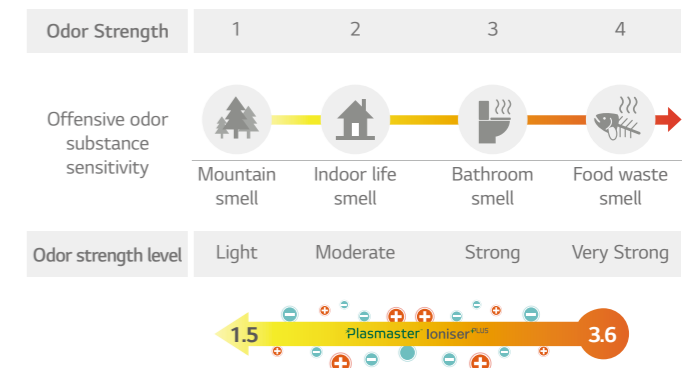 Odor Strength 1 2 3 4
Offensive odor
substance
sensitivity
Mountain
smell
Indoor life
smell
Bathroom
smell
Food waste
smell
Odor strength level Light Moderate Strong Very Strong
1.5 Plasmaster Ioniser PLUS 3.6